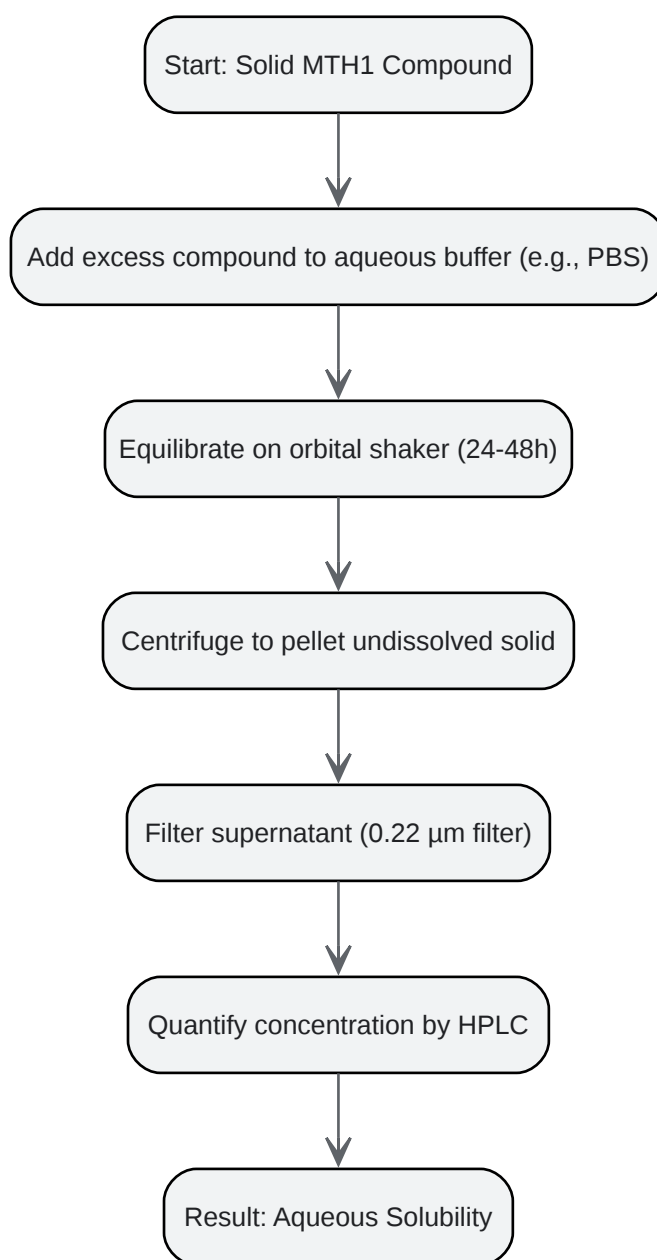 Start: Solid MTH1 Compound
Add excess compound to aqueous buffer (e.g., PBS)
Equilibrate on orbital shaker (24-48h)
Centrifuge to pellet undissolved solid
Filter supernatant (0.22 µm filter)
Quantify concentration by HPLC
Result: Aqueous Solubility